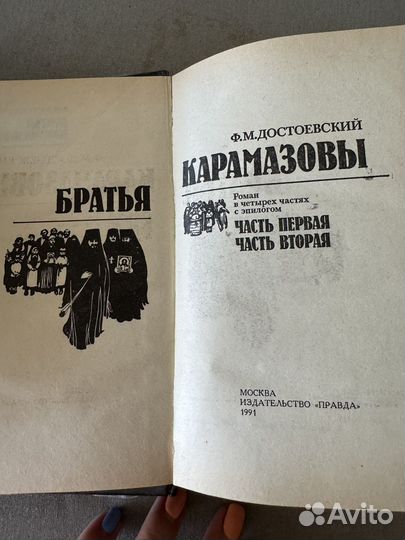 Ф.М.ДОСТОЕВСКИЙ
БРАТЬЯ
КАРАМАЗОВЫ
Роман
в четырех частях
с эпилогом
ЧАСТЬ ПЕРВАЯ
ЧАСТЬ ВТОРАЯ
МОСКВА
ИЗДАТЕЛЬСТВО «ПРАВДА»
1991
Avito